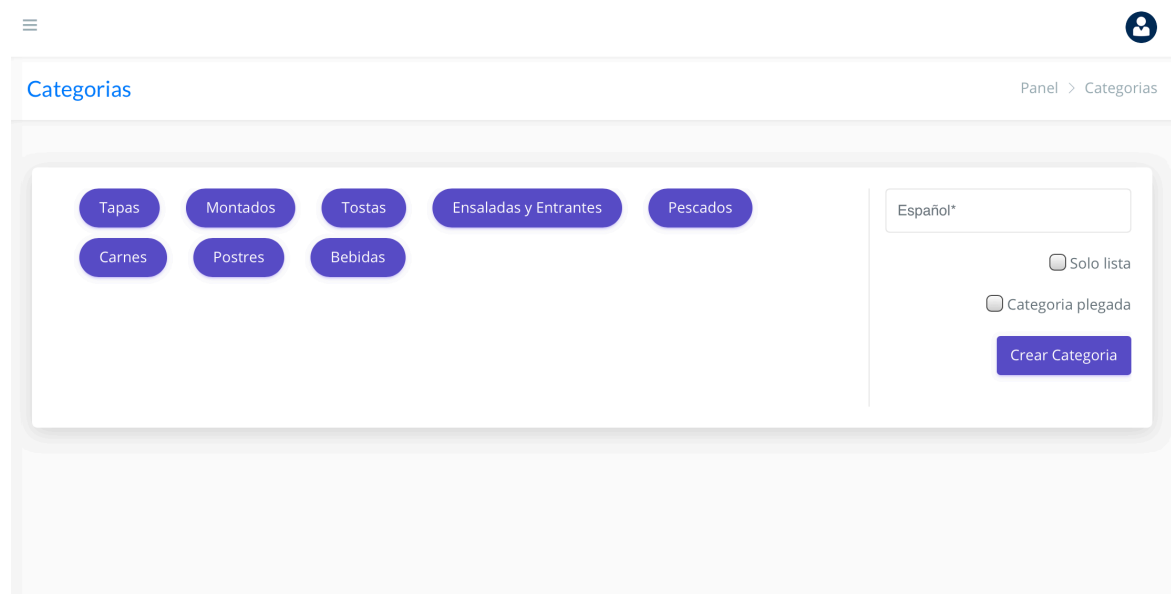 Categorias
Panel > Categorias
Tapas Montados Tostas Ensaladas y Entrantes Pescados
Carnes Postres Bebidas
Español*
Solo lista
Categoria plegada
Crear Categoria